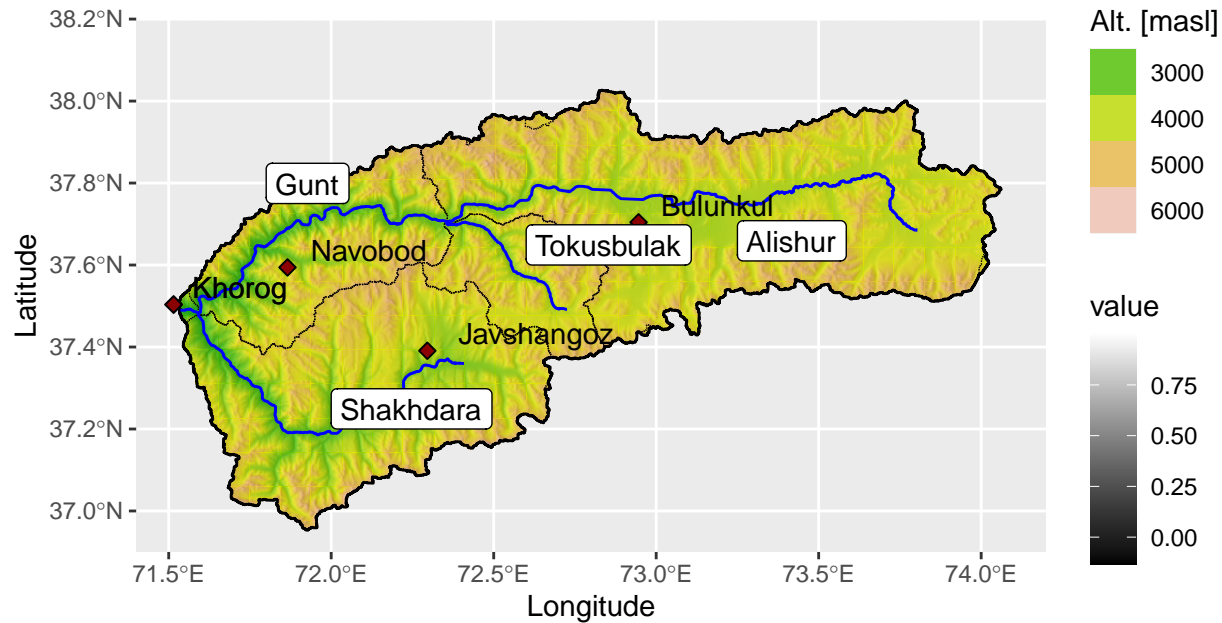 38.2°N
38.0°N
37.8°N
37.6°N
37.4°N
37.2°N
37.0°N
Latitude
71.5°E
72.0°E
72.5°E
73.0°E
73.5°E
74.0°E
Longitude
Gunt
Bulunkul
Tokusbulak
Alishur
Navobod
Khorog
Javshangoz
Shakhdara
Alt. [masl]
3000
4000
5000
6000
value
0.75
0.50
0.25
0.00